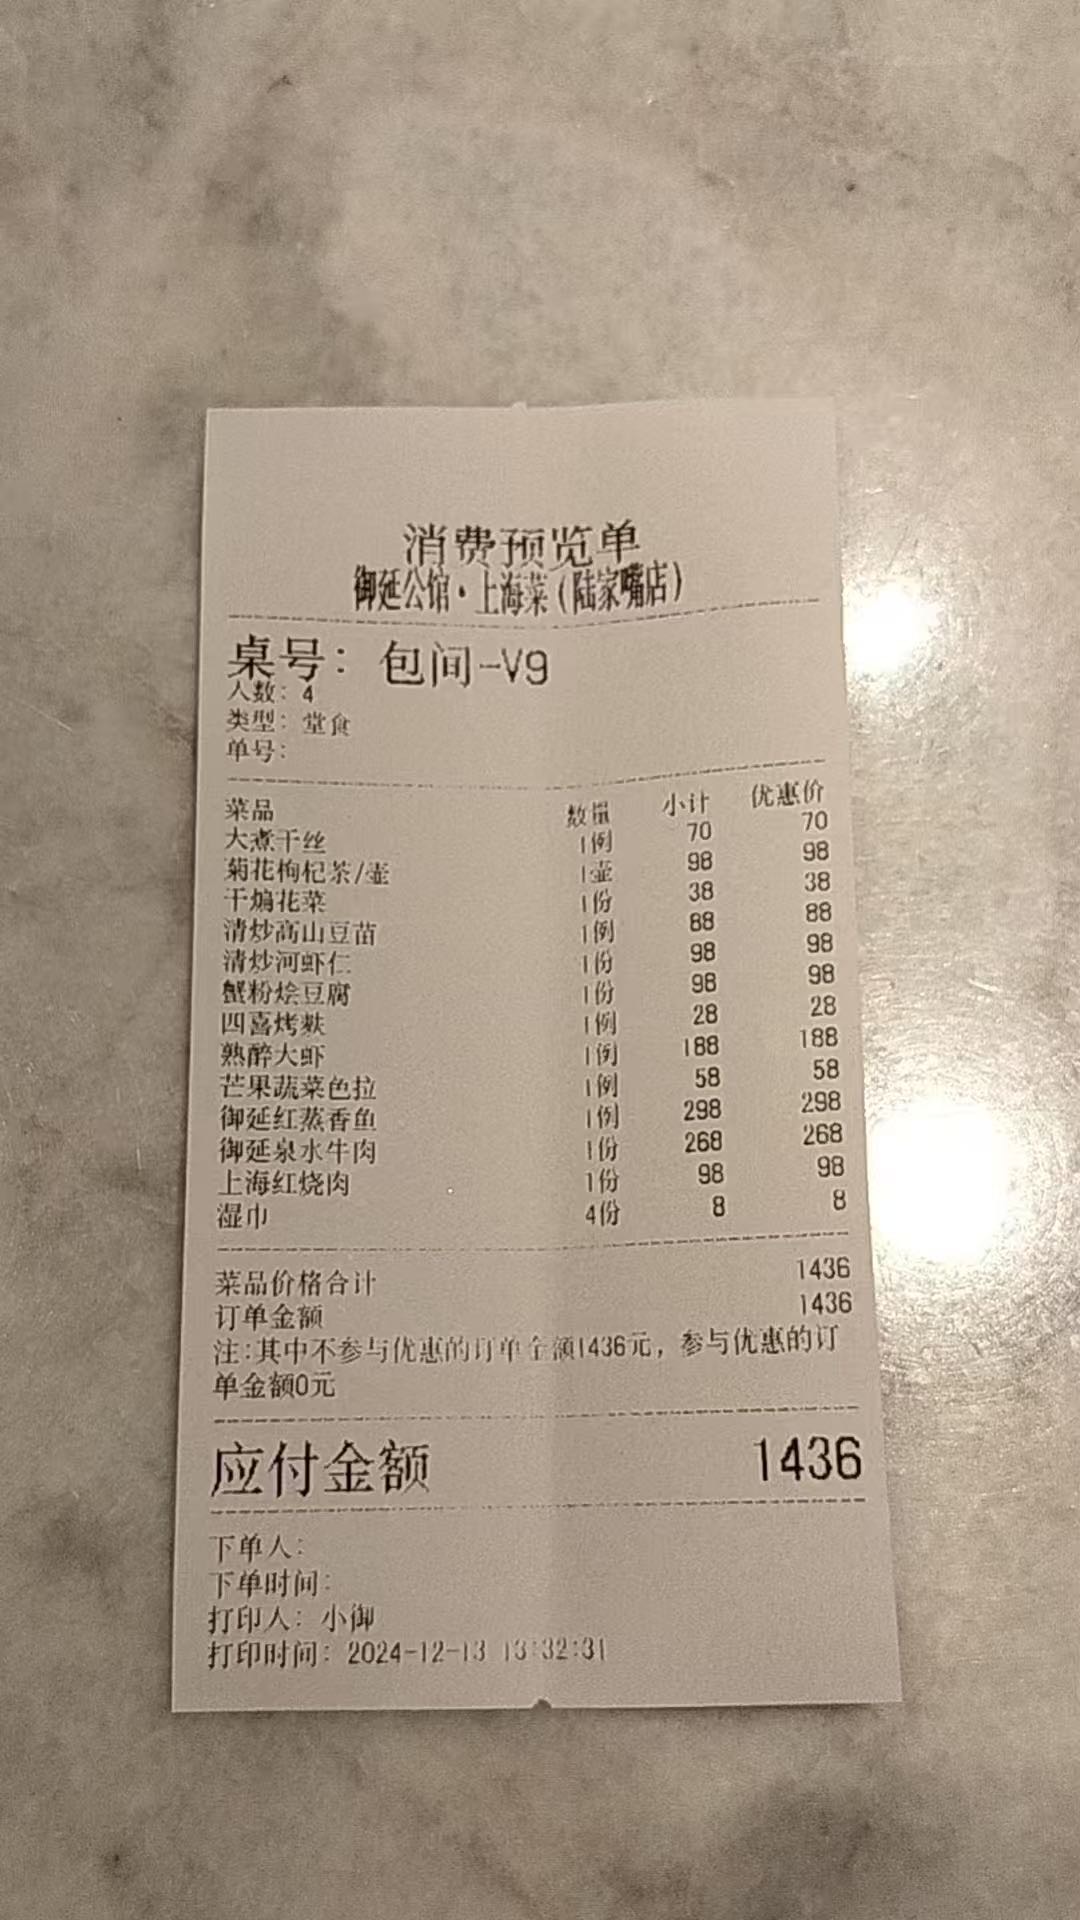 消费预览单
御延公馆·上海菜(陆家嘴店)
桌号: 包间-V9
人数: 4
类型: 堂食
单号:
菜品 数量 小计 优惠价
大煮干丝 1例 70 70
菊花枸杞茶/壶 1壶 98 98
干煸花菜 1份 38 38
清炒高山豆苗 1例 88 88
清炒河虾仁 1份 98 98
蟹粉烩豆腐 1份 98 98
四喜烤麸 1例 28 28
熟醉大虾 1例 188 188
芒果蔬菜色拉 1例 58 58
御延红蒸香鱼 1例 298 298
御延泉水牛肉 1份 268 268
上海红烧肉 1份 98 98
湿巾 4份 8 8
菜品价格合计 1436
订单金额 1436
注:其中不参与优惠的订单金额1436元，参与优惠的订
单金额0元
应付金额 1436
下单人:
下单时间:
打印人: 小御
打印时间: 2024-12-13 13:32:31